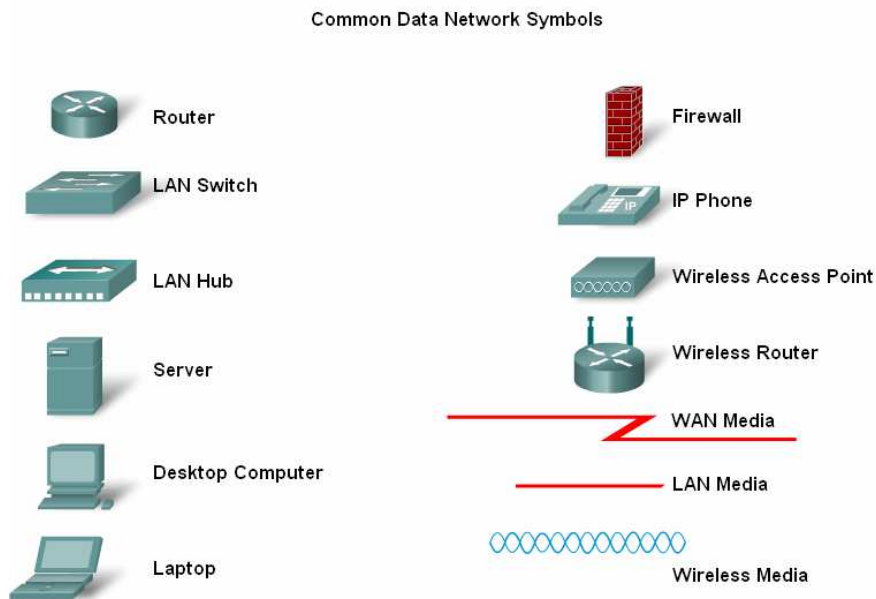 Common Data Network Symbols
Router
LAN Switch
LAN Hub
Server
Desktop Computer
Laptop
Firewall
IP Phone
IP
Wireless Access Point
Wireless Router
WAN Media
LAN Media
Wireless Media